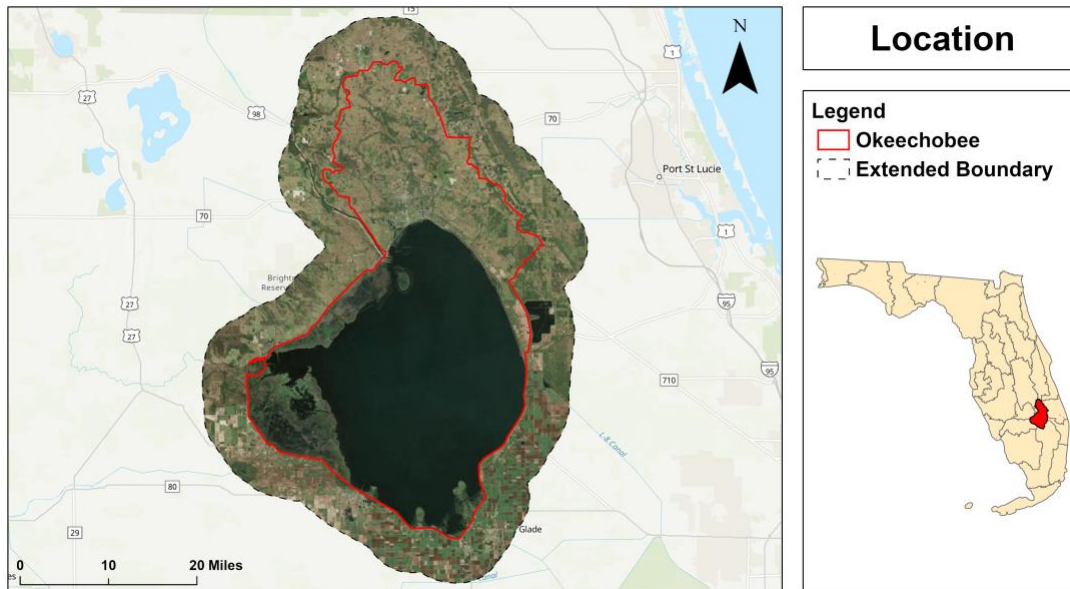 15
N
1
27
98
70
70
Port St Lucie
1
Bright
Reserv
27
27
95
95
710
L-8 Canal
80
29
Glade
0 10 20 Miles
Location
Legend
Okeechobee
Extended Boundary